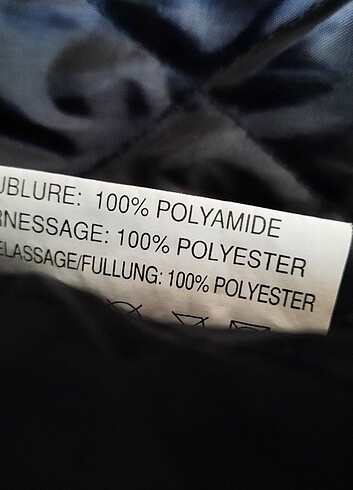 UBLURE: 100% POLYAMIDE
RNESSAGE: 100% POLYESTER
ELASSAGE/FULLUNG: 100% POLYESTER